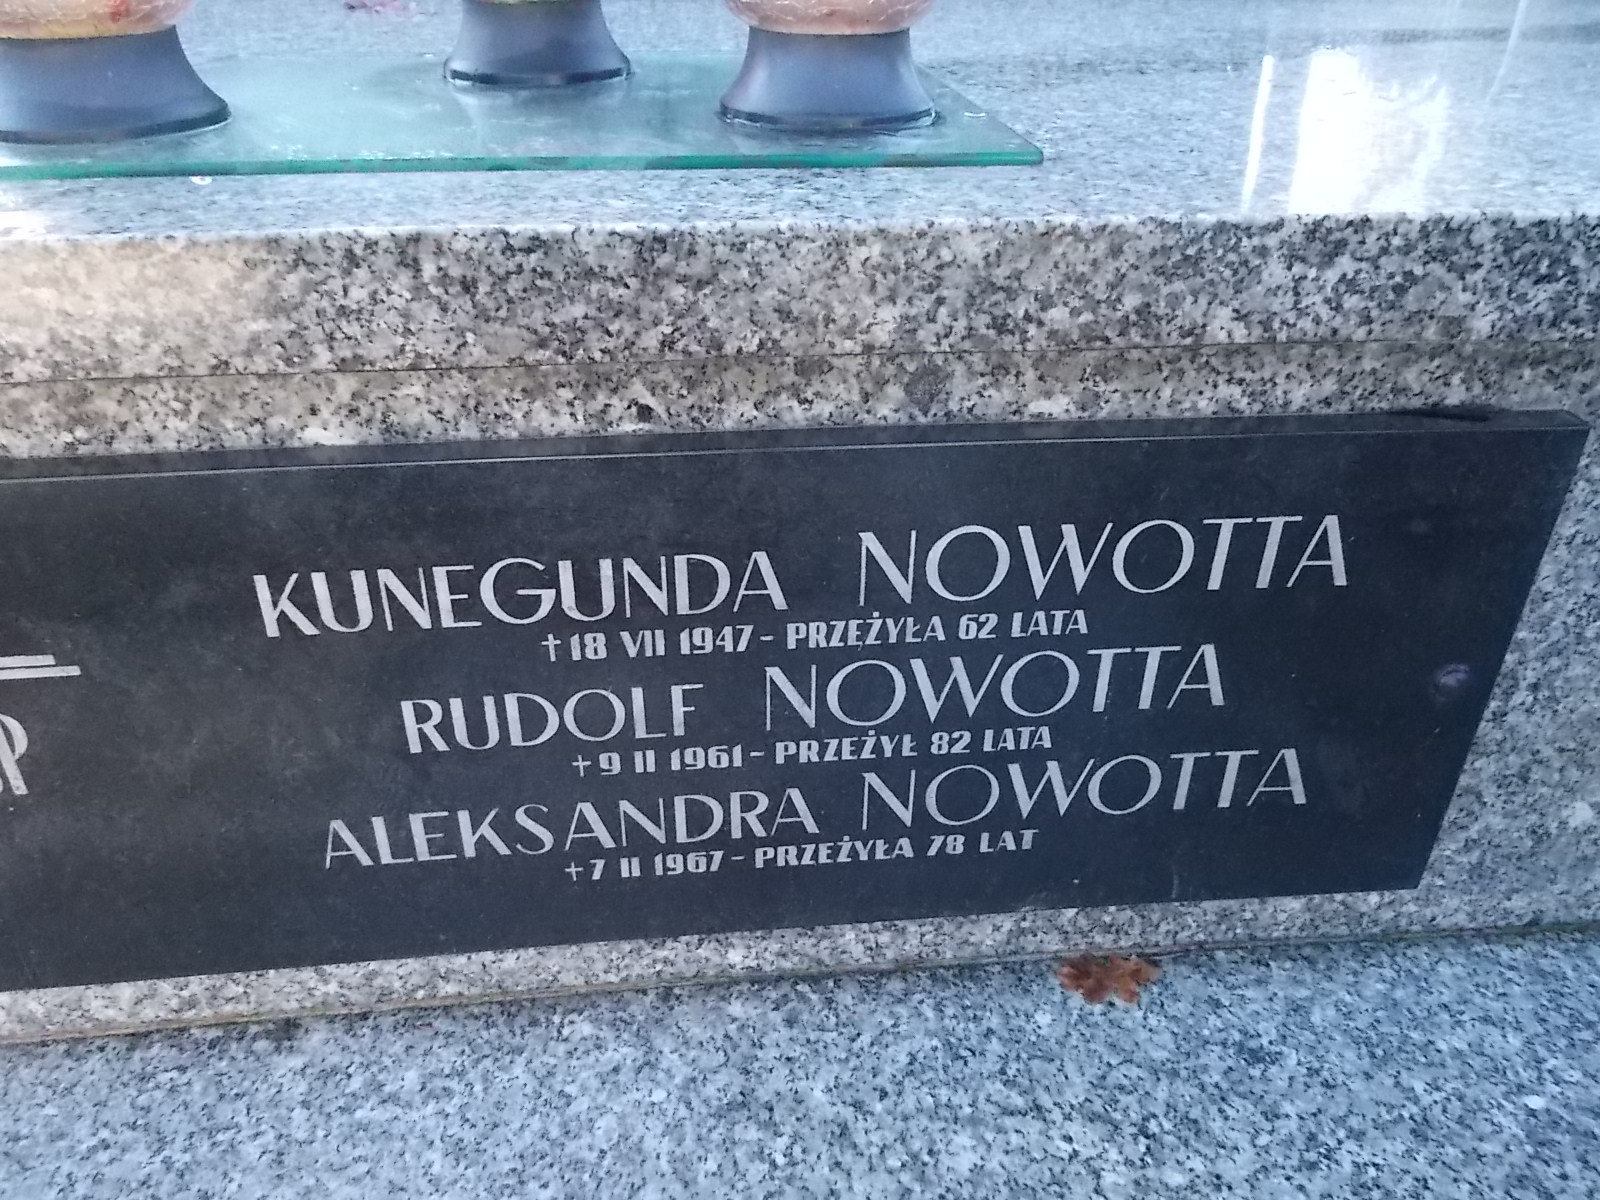 KUNEGUNDA NOWOTTA
†18 VII 1947 - PRZEŻYŁA 62 LATA
RUDOLF NOWOTTA
†9 II 1961 - PRZEŻYŁ 82 LATA
ALEKSANDRA NOWOTTA
†7 II 1967 - PRZEŻYŁA 78 LAT